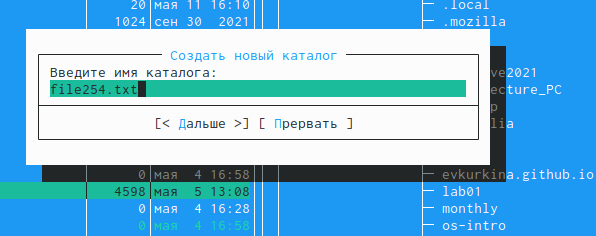 20 мая 11 16:10 .local
1024 сен 30 2021 .mozilla
Создать новый каталог
Введите имя каталога:
ve2021
file254.txt ecture_PC
p
[< Дальше >] [ Прервать ] lia
0 мая 4 16:58 evkurkina.github.io
4598 мая 5 13:08 lab01
0 мая 4 16:28 monthly
0 мая 4 16:58 os-intro